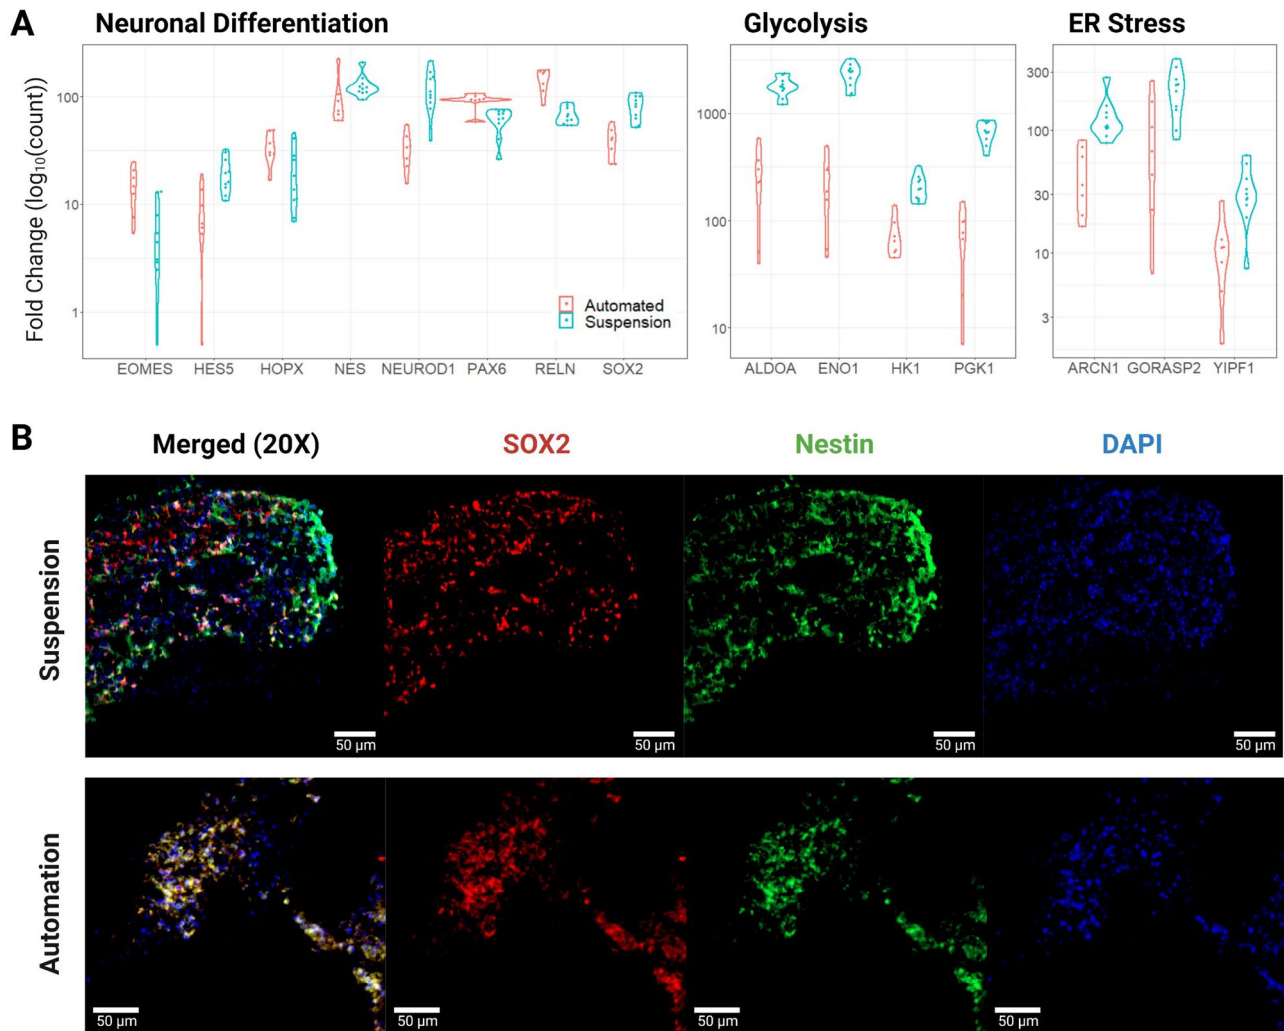 A
Neuronal Differentiation
Glycolysis
ER Stress
Fold Change (log₁₀(count))
100
10
1
1000
100
10
300
100
30
10
3
Automated
Suspension
EOMES HES5 HOPX NES NEUROD1 PAX6 RELN SOX2
ALDOA ENO1 HK1 PGK1
ARCN1 GORASP2 YIPF1
B
Merged (20X)
SOX2
Nestin
DAPI
Suspension
50 µm
50 µm
50 µm
50 µm
Automation
50 µm
50 µm
50 µm
50 µm